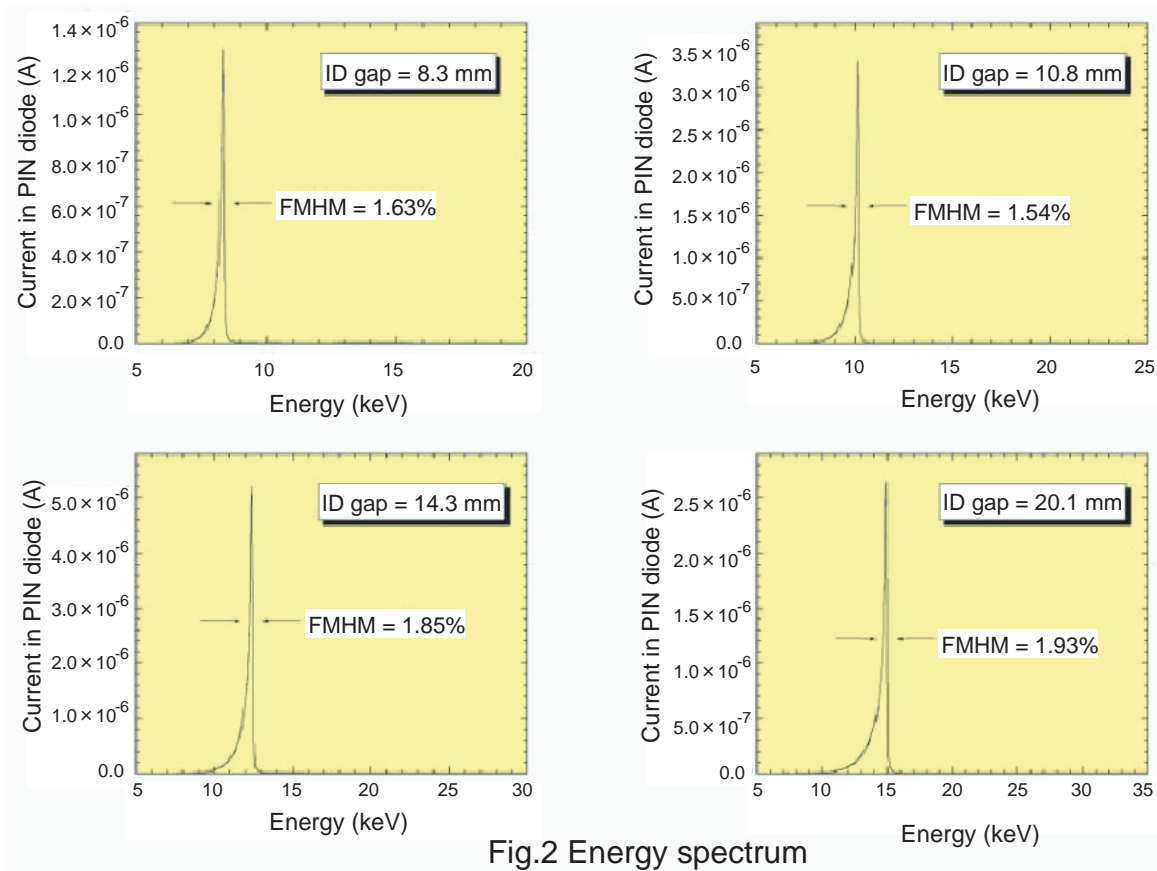 1.4×10⁻⁶
1.2×10⁻⁶
1.0×10⁻⁶
8.0×10⁻⁷
6.0×10⁻⁷
4.0×10⁻⁷
2.0×10⁻⁷
0.0
Current in PIN diode (A)
ID gap = 8.3 mm
FMHM = 1.63%
5 10 15 20
Energy (keV)
3.5×10⁻⁶
3.0×10⁻⁶
2.5×10⁻⁶
2.0×10⁻⁶
1.5×10⁻⁶
1.0×10⁻⁶
5.0×10⁻⁷
0.0
Current in PIN diode (A)
ID gap = 10.8 mm
FMHM = 1.54%
5 10 15 20 25
Energy (keV)
5.0×10⁻⁶
4.0×10⁻⁶
3.0×10⁻⁶
2.0×10⁻⁶
1.0×10⁻⁶
0.0
Current in PIN diode (A)
ID gap = 14.3 mm
FMHM = 1.85%
5 10 15 20 25 30
Energy (keV)
2.5×10⁻⁶
2.0×10⁻⁶
1.5×10⁻⁶
1.0×10⁻⁶
5.0×10⁻⁷
0.0
Current in PIN diode (A)
ID gap = 20.1 mm
FMHM = 1.93%
5 10 15 20 25 30 35
Energy (keV)
Fig.2 Energy spectrum